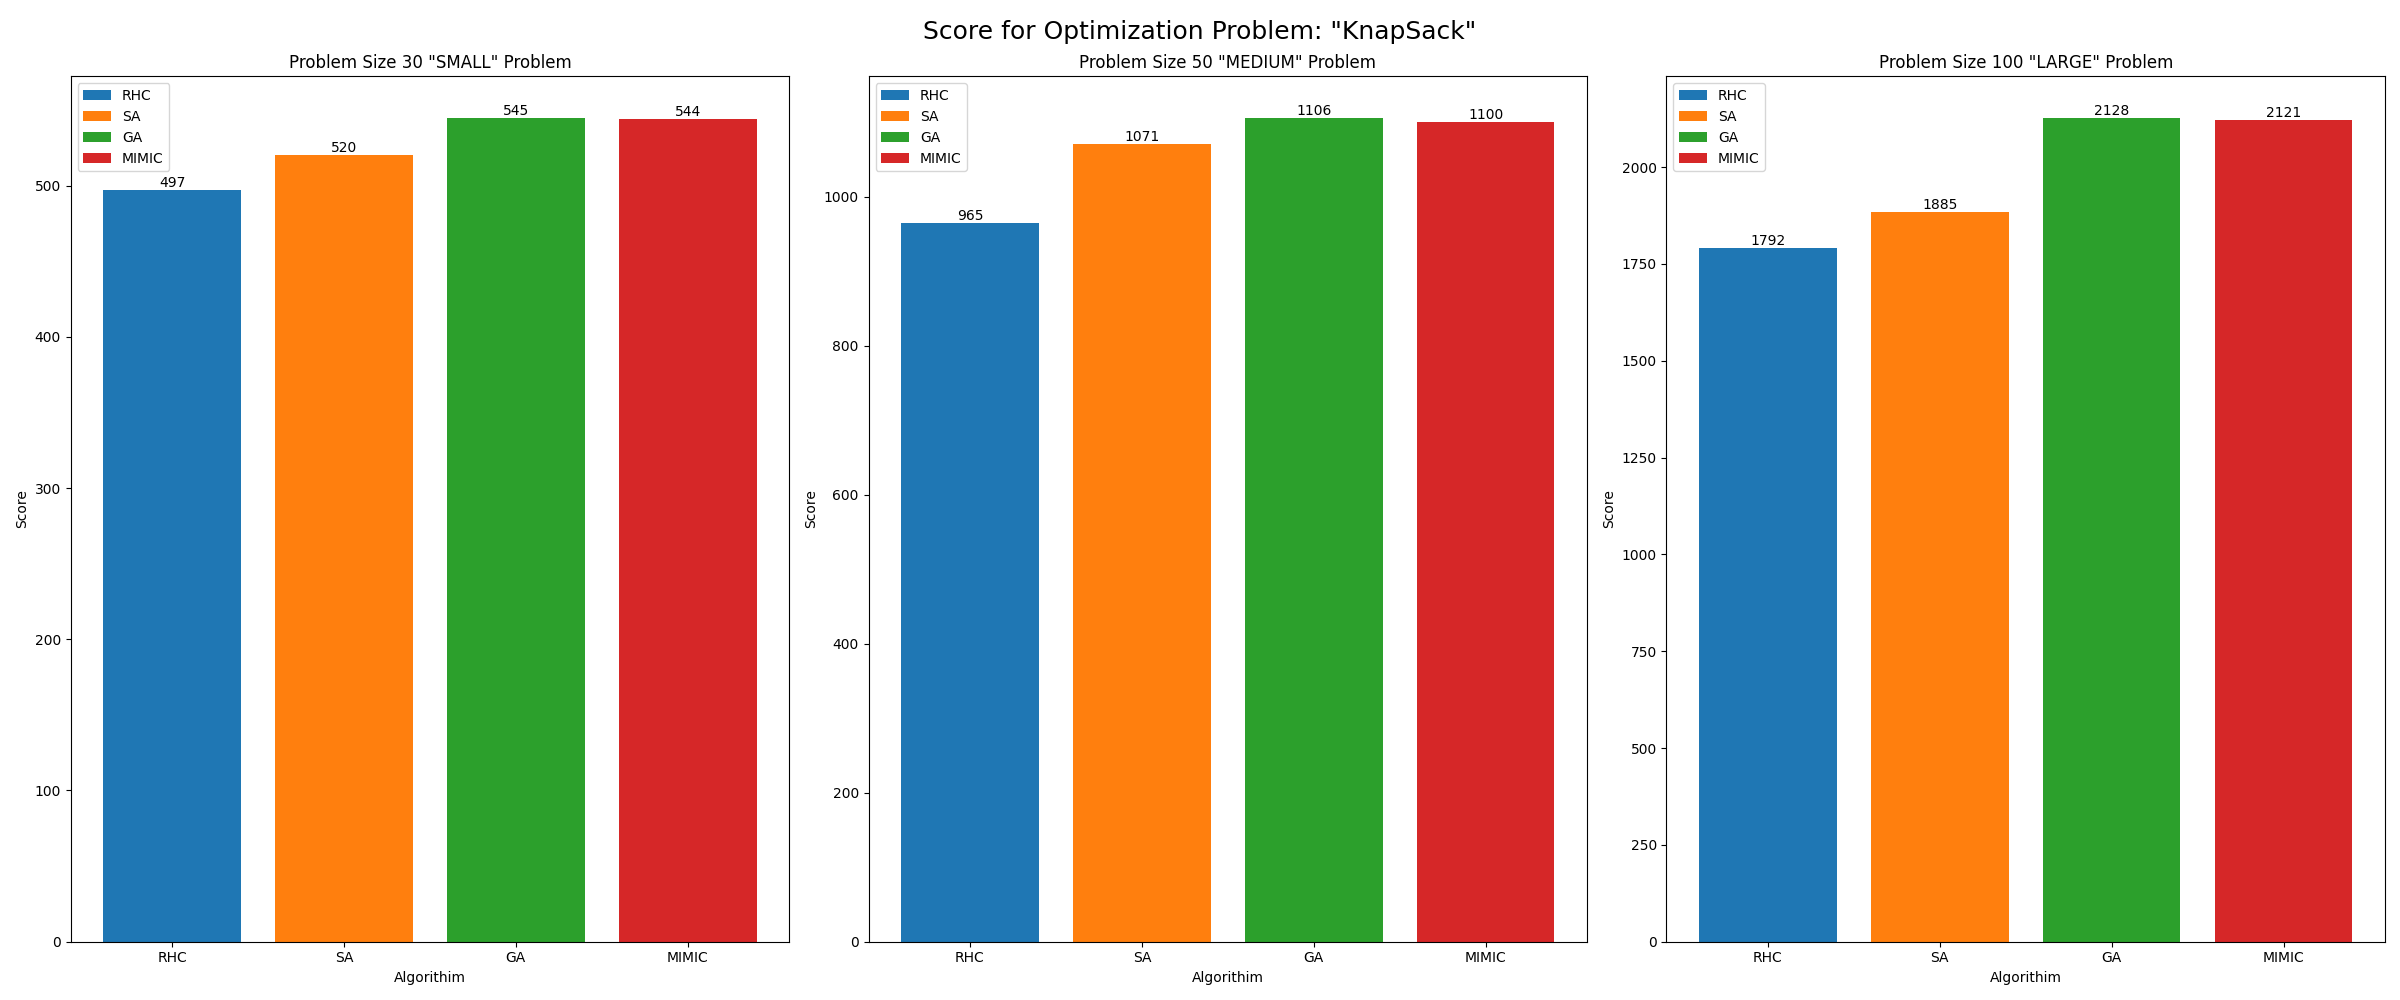 Score for Optimization Problem: "KnapSack"
Problem Size 30 "SMALL" Problem
RHC
SA
GA
MIMIC
497
520
545
544
500
400
300
200
100
0
Score
RHC
SA
GA
MIMIC
Algorithim
Problem Size 50 "MEDIUM" Problem
RHC
SA
GA
MIMIC
965
1071
1106
1100
1000
800
600
400
200
0
Score
RHC
SA
GA
MIMIC
Algorithim
Problem Size 100 "LARGE" Problem
RHC
SA
GA
MIMIC
1792
1885
2128
2121
2000
1750
1500
1250
1000
750
500
250
0
Score
RHC
SA
GA
MIMIC
Algorithim